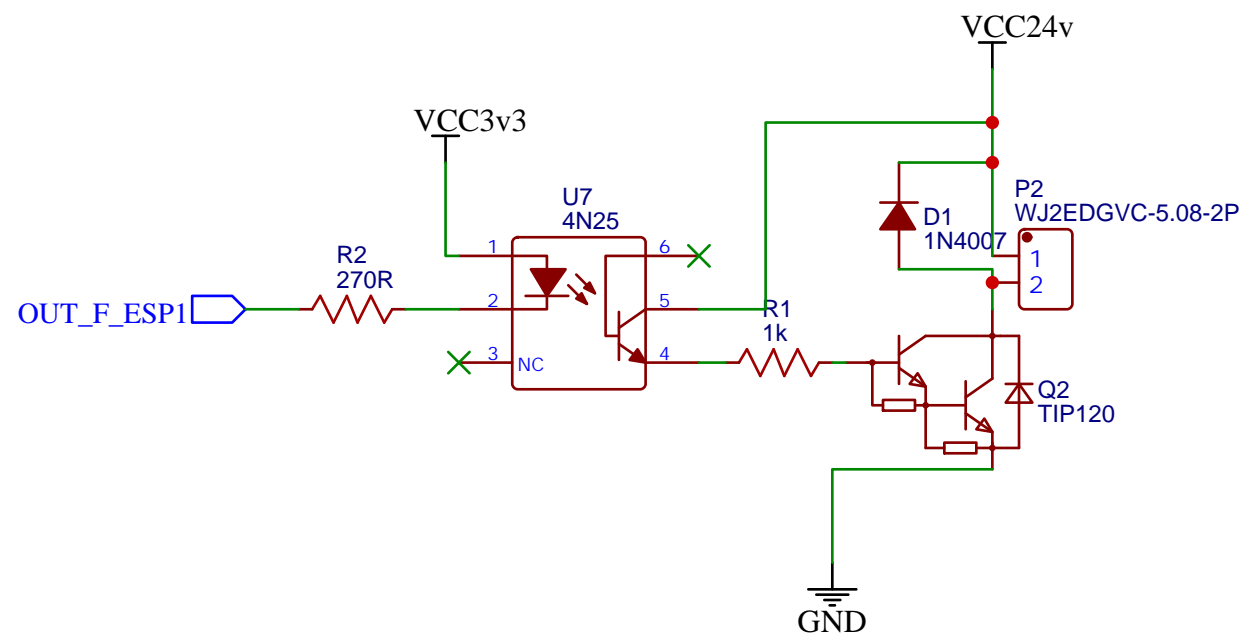 VCC24v
VCC3v3
P2
WJ2EDGVC-5.08-2P
U7
4N25
D1
1N4007
1
6
1
R2
270R
2
2
5
R1
1k
OUT_F_ESP1
3
NC
4
Q2
TIP120
GND